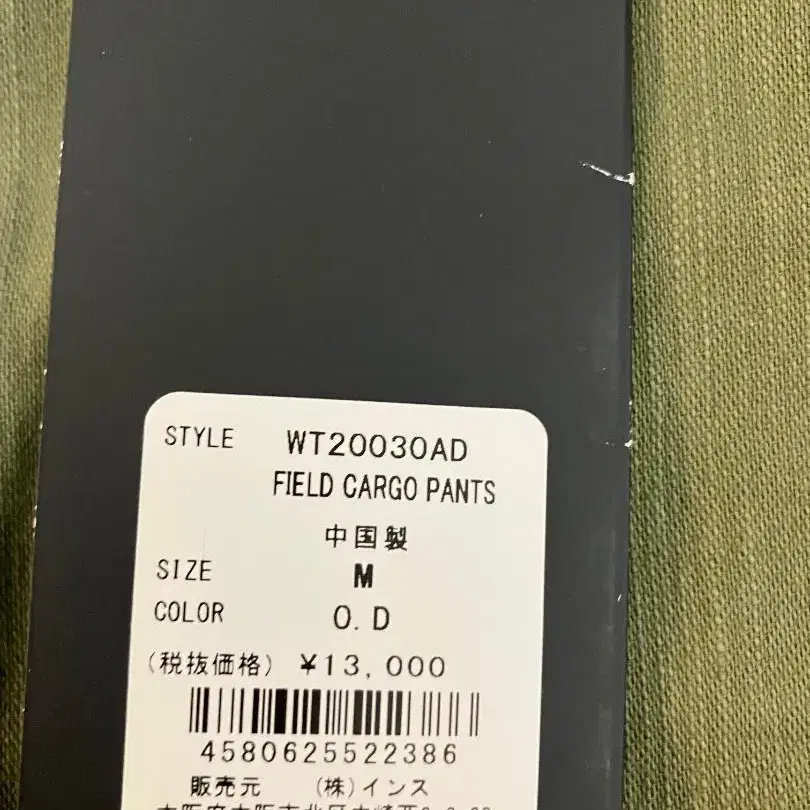 STYLE WT20030AD
FIELD CARGO PANTS
中国製
SIZE M
COLOR O.D
(税抜価格) ¥13,000
4580625522386
販売元 (株)インス